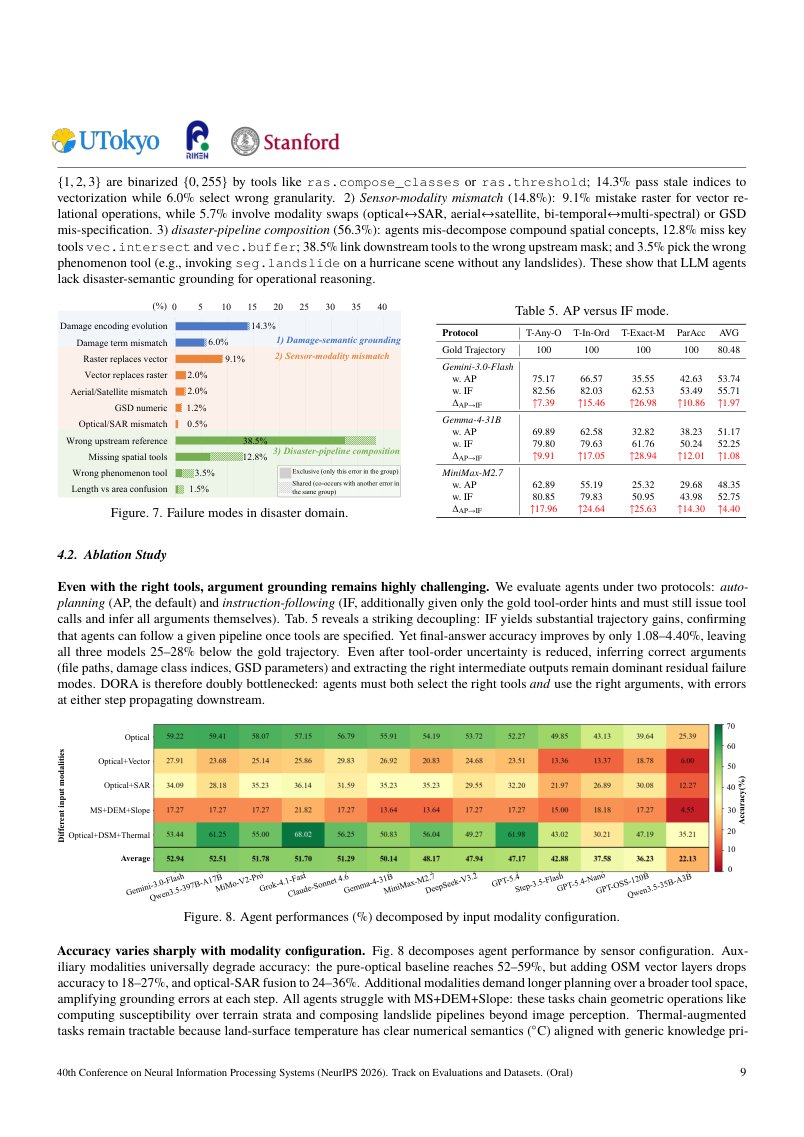 UTokyo RIKEN Stanford
{1, 2, 3} are binarized {0, 255} by tools like ras.compose_classes or ras.threshold; 14.3% pass stale indices to
vectorization while 6.0% select wrong granularity. 2) Sensor-modality mismatch (14.8%): 9.1% mistake raster for vector re-
lational operations, while 5.7% involve modality swaps (optical↔SAR, aerial↔satellite, bi-temporal↔multi-spectral) or GSD
mis-specification. 3) disaster-pipeline composition (56.3%): agents mis-decompose compound spatial concepts, 12.8% miss key
tools vec.intersect and vec.buffer; 38.5% link downstream tools to the wrong upstream mask; and 3.5% pick the wrong
phenomenon tool (e.g., invoking seg.landslide on a hurricane scene without any landslides). These show that LLM agents
lack disaster-semantic grounding for operational reasoning.
(%) 0 5 10 15 20 25 30 35 40
Damage encoding evolution 14.3%
Damage term mismatch 6.0% 1) Damage-semantic grounding
Raster replaces vector 9.1% 2) Sensor-modality mismatch
Vector replaces raster 2.0%
Aerial/Satellite mismatch 2.0%
GSD numeric 1.2%
Optical/SAR mismatch 0.5%
Wrong upstream reference 38.5%
Missing spatial tools 12.8% 3) Disaster-pipeline composition
Wrong phenomenon tool 3.5% Exclusive (only this error in the group)
Length vs area confusion 1.5% Shared (co-occurs with another error in
the same group)
Figure. 7. Failure modes in disaster domain.
Table 5. AP versus IF mode.
Protocol T-Any-O T-In-Ord T-Exact-M ParAcc AVG
Gold Trajectory 100 100 100 100 80.48
Gemini-3.0-Flash
w. AP 75.17 66.57 35.55 42.63 53.74
w. IF 82.56 82.03 62.53 53.49 55.71
ΔAP→IF ↑7.39 ↑15.46 ↑26.98 ↑10.86 ↑1.97
Gemma-4-31B
w. AP 69.89 62.58 32.82 38.23 51.17
w. IF 79.80 79.63 61.76 50.24 52.25
ΔAP→IF ↑9.91 ↑17.05 ↑28.94 ↑12.01 ↑1.08
MiniMax-M2.7
w. AP 62.89 55.19 25.32 29.68 48.35
w. IF 80.85 79.83 50.95 43.98 52.75
ΔAP→IF ↑17.96 ↑24.64 ↑25.63 ↑14.30 ↑4.40
4.2. Ablation Study
Even with the right tools, argument grounding remains highly challenging. We evaluate agents under two protocols: auto-
planning (AP, the default) and instruction-following (IF, additionally given only the gold tool-order hints and must still issue tool
calls and infer all arguments themselves). Tab. 5 reveals a striking decoupling: IF yields substantial trajectory gains, confirming
that agents can follow a given pipeline once tools are specified. Yet final-answer accuracy improves by only 1.08–4.40%, leaving
all three models 25–28% below the gold trajectory. Even after tool-order uncertainty is reduced, inferring correct arguments
(file paths, damage class indices, GSD parameters) and extracting the right intermediate outputs remain dominant residual failure
modes. DORA is therefore doubly bottlenecked: agents must both select the right tools and use the right arguments, with errors
at either step propagating downstream.
Different input modalities
Optical 59.22 59.41 58.07 57.15 56.79 55.91 54.19 53.72 52.27 49.85 43.13 39.64 25.39
Optical+Vector 27.91 23.68 25.14 25.86 29.83 26.92 20.83 24.68 23.51 13.36 13.37 18.78 6.00
Optical+SAR 34.09 28.18 35.23 36.14 31.59 35.23 35.23 29.55 32.20 21.97 26.89 30.08 12.27
MS+DEM+Slope 17.27 17.27 17.27 21.82 17.27 13.64 13.64 17.27 17.27 15.00 18.18 17.27 4.55
Optical+DSM+Thermal 53.44 61.25 55.00 68.02 56.25 50.83 56.04 49.27 61.98 43.02 30.21 47.19 35.21
Average 52.94 52.51 51.78 51.70 51.29 50.14 48.17 47.94 47.17 42.88 37.58 36.23 22.13
Gemini-3.0-Flash Qwen3.5-397B-A17B MiMo-V2-Pro Grok-4.1-Fast Claude-Sonnet 4.6 Gemma-4-31B MiniMax-M2.7 DeepSeek-V3.2 GPT-5.4 Step-3.5-Flash GPT-5.4-Nano GPT-OSS-120B Qwen3.5-35B-A3B
70
60
50
40
30
20
10
0
Accuracy(%)
Figure. 8. Agent performances (%) decomposed by input modality configuration.
Accuracy varies sharply with modality configuration. Fig. 8 decomposes agent performance by sensor configuration. Aux-
iliary modalities universally degrade accuracy: the pure-optical baseline reaches 52–59%, but adding OSM vector layers drops
accuracy to 18–27%, and optical-SAR fusion to 24–36%. Additional modalities demand longer planning over a broader tool space,
amplifying grounding errors at each step. All agents struggle with MS+DEM+Slope: these tasks chain geometric operations like
computing susceptibility over terrain strata and composing landslide pipelines beyond image perception. Thermal-augmented
tasks remain tractable because land-surface temperature has clear numerical semantics (°C) aligned with generic knowledge pri-
40th Conference on Neural Information Processing Systems (NeurIPS 2026). Track on Evaluations and Datasets. (Oral) 9